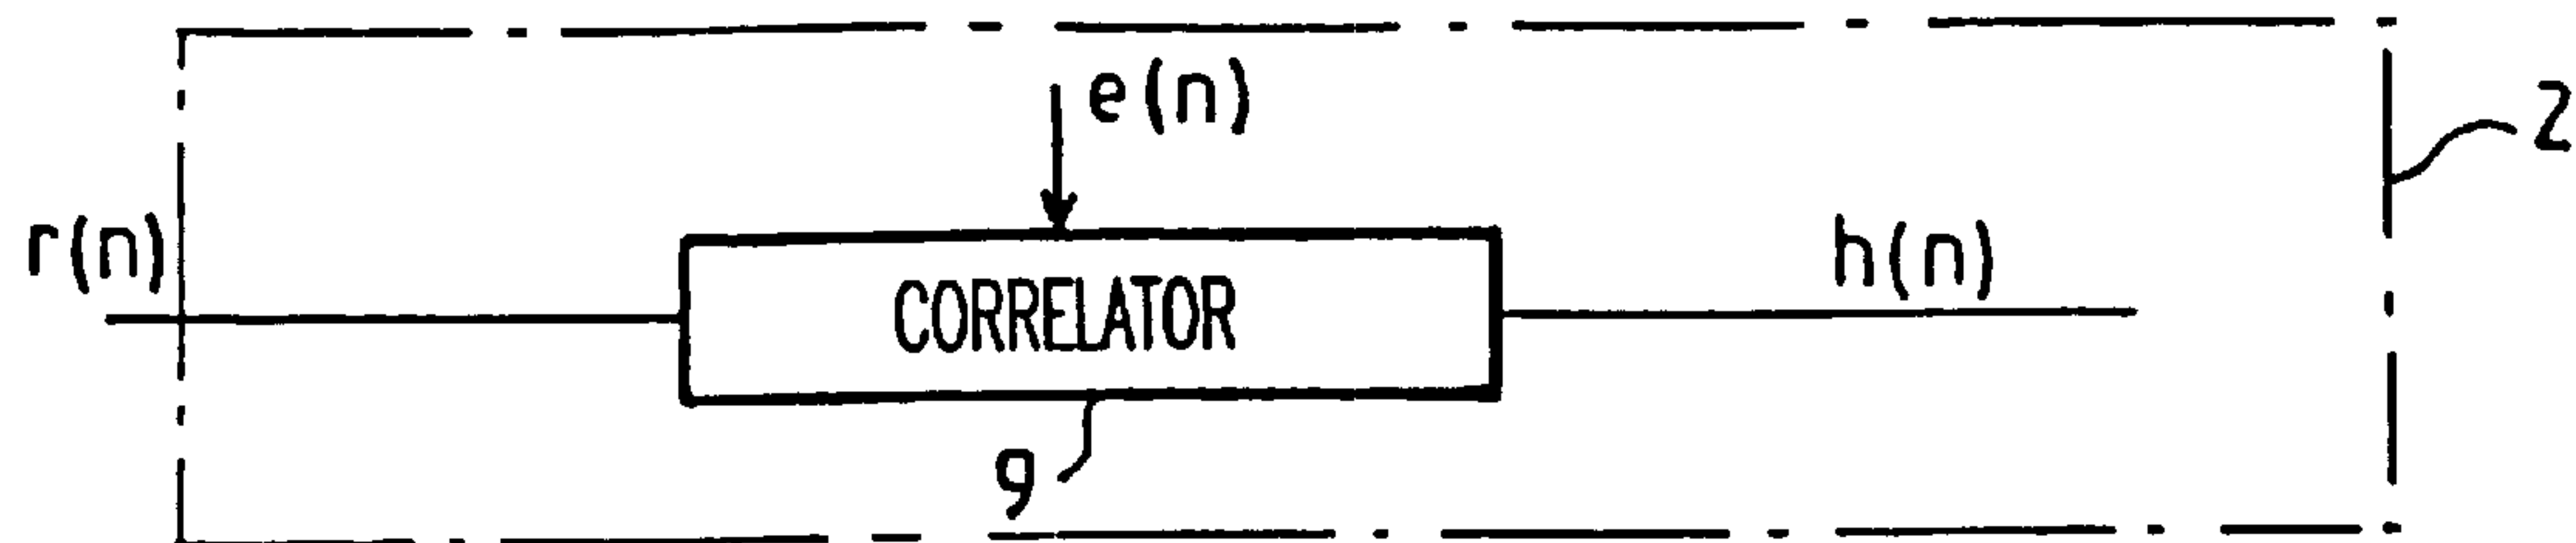 e(n)
2
r(n)
h(n)
CORRELATOR
9